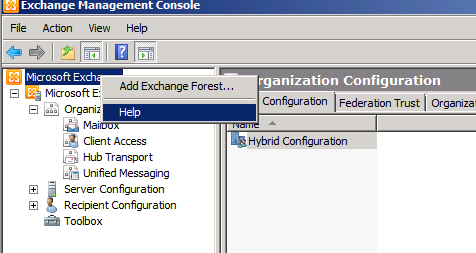 Exchange Management Console
File Action View Help
Microsoft Excha
Add Exchange Forest...
Help
Microsoft E
Organiz
Mailbox
Client Access
Hub Transport
Unified Messaging
Server Configuration
Recipient Configuration
Toolbox
rganization Configuration
Configuration Federation Trust Organizat
Name
Hybrid Configuration